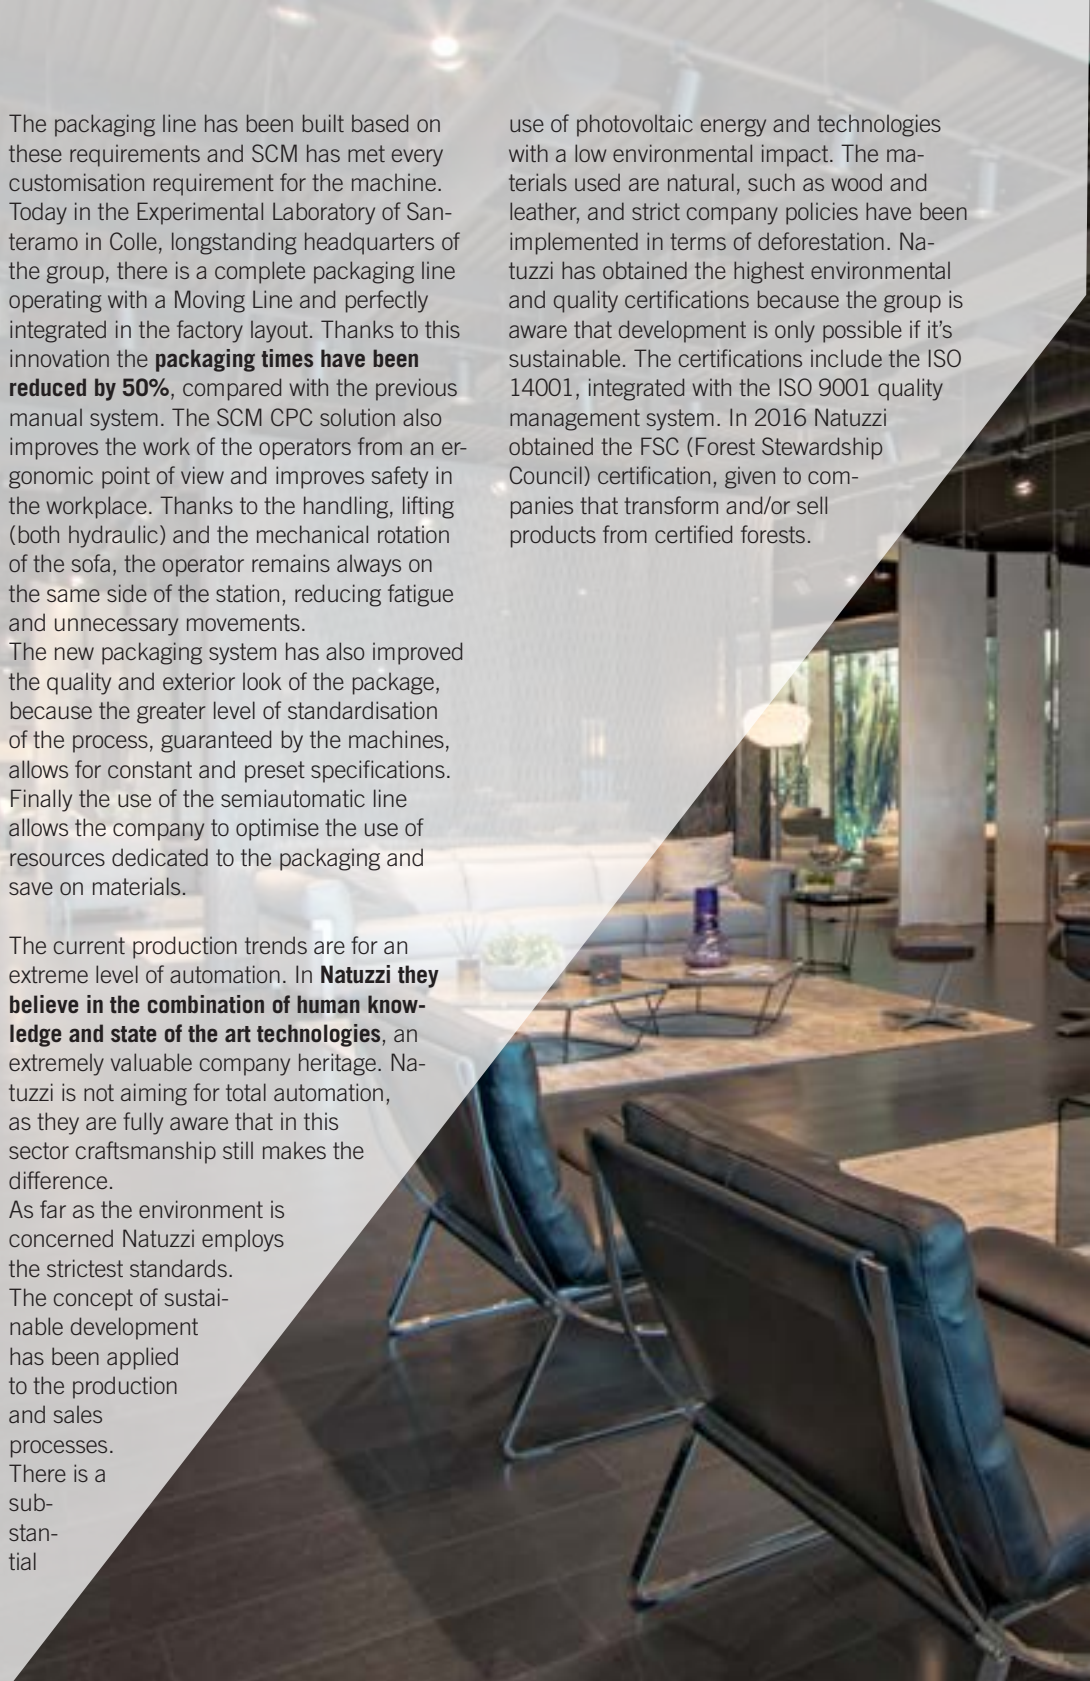 The packaging line has been built based on
these requirements and SCM has met every
customisation requirement for the machine.
Today in the Experimental Laboratory of San-
teramo in Colle, longstanding headquarters of
the group, there is a complete packaging line
operating with a Moving Line and perfectly
integrated in the factory layout. Thanks to this
innovation the packaging times have been
reduced by 50%, compared with the previous
manual system. The SCM CPC solution also
improves the work of the operators from an er-
gonomic point of view and improves safety in
the workplace. Thanks to the handling, lifting
(both hydraulic) and the mechanical rotation
of the sofa, the operator remains always on
the same side of the station, reducing fatigue
and unnecessary movements.
The new packaging system has also improved
the quality and exterior look of the package,
because the greater level of standardisation
of the process, guaranteed by the machines,
allows for constant and preset specifications.
Finally the use of the semiautomatic line
allows the company to optimise the use of
resources dedicated to the packaging and
save on materials.
The current production trends are for an
extreme level of automation. In Natuzzi they
believe in the combination of human know-
ledge and state of the art technologies, an
extremely valuable company heritage. Na-
tuzzi is not aiming for total automation,
as they are fully aware that in this
sector craftsmanship still makes the
difference.
As far as the environment is
concerned Natuzzi employs
the strictest standards.
The concept of sustai-
nable development
has been applied
to the production
and sales
processes.
There is a
sub-
stan-
tial
use of photovoltaic energy and technologies
with a low environmental impact. The ma-
terials used are natural, such as wood and
leather, and strict company policies have been
implemented in terms of deforestation. Na-
tuzzi has obtained the highest environmental
and quality certifications because the group is
aware that development is only possible if it's
sustainable. The certifications include the ISO
14001, integrated with the ISO 9001 quality
management system. In 2016 Natuzzi
obtained the FSC (Forest Stewardship
Council) certification, given to com-
panies that transform and/or sell
products from certified forests.